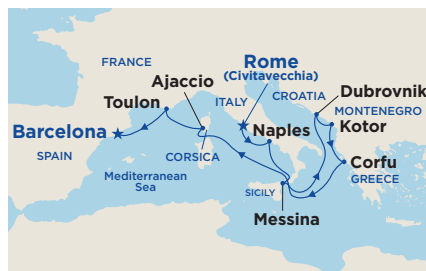 FRANCE
Rome
(Civitavecchia)
Ajaccio
Toulon
ITALY
CROATIA
Dubrovnik
MONTENEGRO
Barcelona
Naples
Kotor
SPAIN
CORSICA
Corfu
Mediterranean
Sea
GREECE
SICILY
Messina